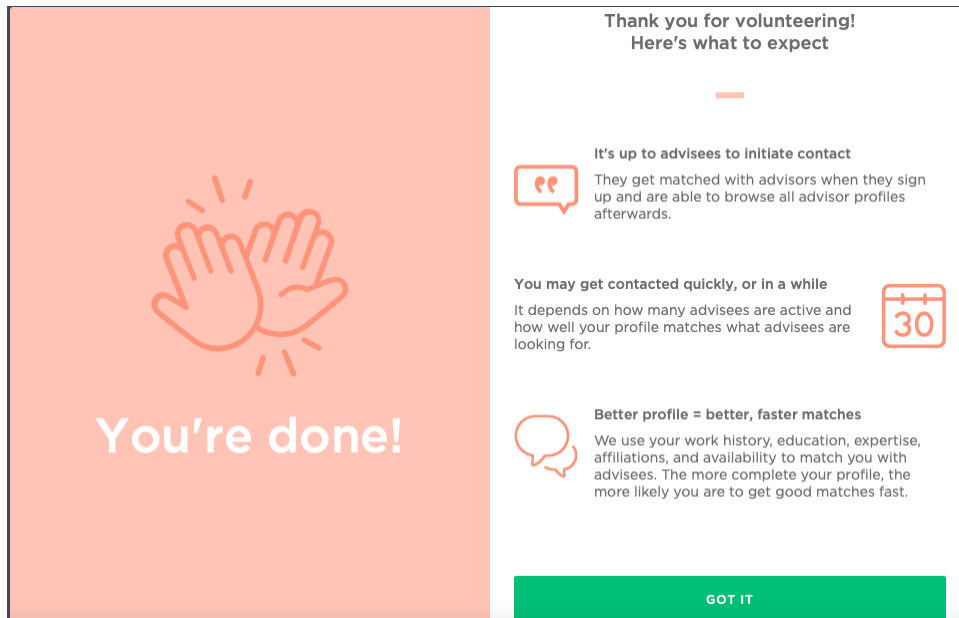 Thank you for volunteering!
Here's what to expect
It's up to advisees to initiate contact
They get matched with advisors when they sign
up and are able to browse all advisor profiles
afterwards.
You may get contacted quickly, or in a while
It depends on how many advisees are active and
how well your profile matches what advisees are
looking for.
30
You're done!
Better profile = better, faster matches
We use your work history, education, expertise,
affiliations, and availability to match you with
advisees. The more complete your profile, the
more likely you are to get good matches fast.
GOT IT